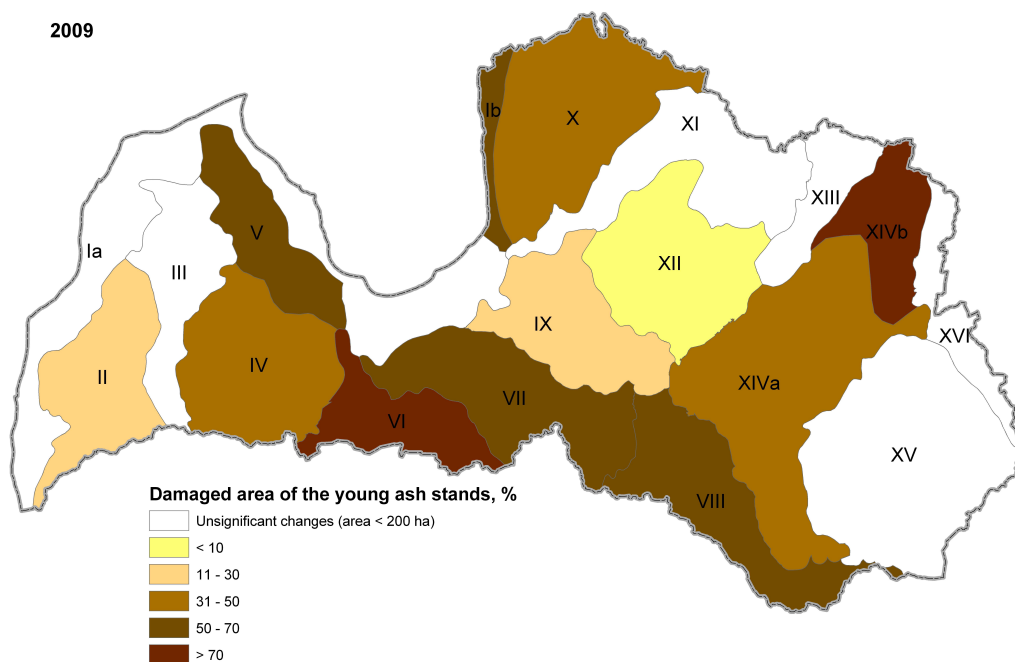 2009
Ib
X
XI
XIII
XIVb
V
Ia
III
XII
IX
XVI
IV
II
XIVa
VII
VI
XV
VIII
Damaged area of the young ash stands, %
Unsignificant changes (area < 200 ha)
< 10
11 - 30
31 - 50
50 - 70
> 70